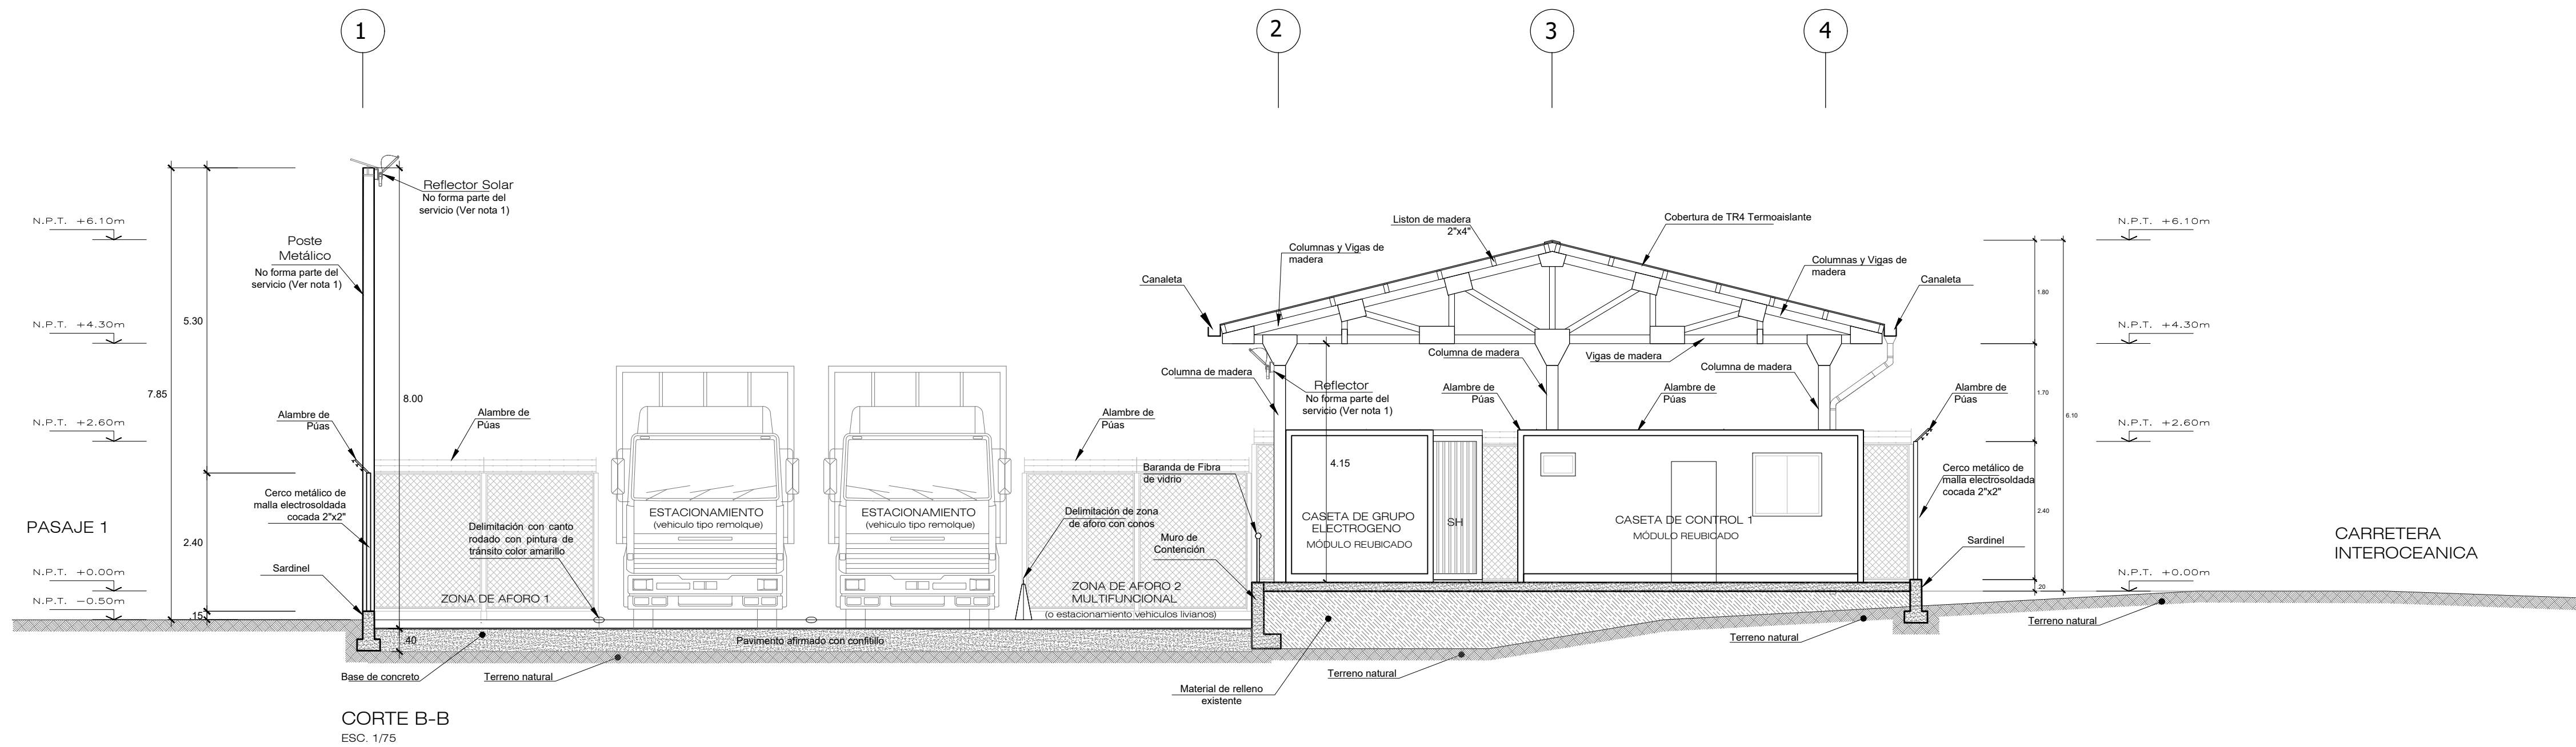 1
2
3
4
Reflector Solar
No forma parte del
servicio (Ver nota 1)
N.P.T. +6.10m
Poste
Metálico
No forma parte del
servicio (Ver nota 1)
N.P.T. +4.30m
5.30
7.85
8.00
N.P.T. +2.60m
Alambre de
Púas
Alambre de
Púas
Cerco metálico de
malla electrosoldada
cocada 2"x2"
PASAJE 1
2.40
Delimitación con canto
rodado con pintura de
tránsito color amarillo
Sardinel
N.P.T. +0.00m
N.P.T. -0.50m
.15
ZONA DE AFORO 1
.40
Base de concreto
Terreno natural
ESTACIONAMIENTO
(vehiculo tipo remolque)
ESTACIONAMIENTO
(vehiculo tipo remolque)
Pavimento afirmado con confitillo
Alambre de
Púas
Delimitación de zona
de aforo con conos
ZONA DE AFORO 2
MULTIFUNCIONAL
(o estacionamiento vehiculos livianos)
Baranda de Fibra
de vidrio
Muro de
Contención
Material de relleno
existente
Liston de madera
2"x4"
Cobertura de TR4 Termoaislante
Columnas y Vigas de
madera
Columnas y Vigas de
madera
Canaleta
Canaleta
Columna de madera
Columna de madera
Vigas de madera
Columna de madera
Reflector
No forma parte del
servicio (Ver nota 1)
Alambre de
Púas
Alambre de
Púas
Alambre de
Púas
4.15
CASETA DE GRUPO
ELECTROGENO
MÓDULO REUBICADO
SH
CASETA DE CONTROL 1
MÓDULO REUBICADO
Cerco metálico de
malla electrosoldada
cocada 2"x2"
Sardinel
Terreno natural
Terreno natural
Terreno natural
1.80
1.70
6.10
2.40
.20
N.P.T. +6.10m
N.P.T. +4.30m
N.P.T. +2.60m
N.P.T. +0.00m
CARRETERA
INTEROCEANICA
CORTE B-B
ESC. 1/75